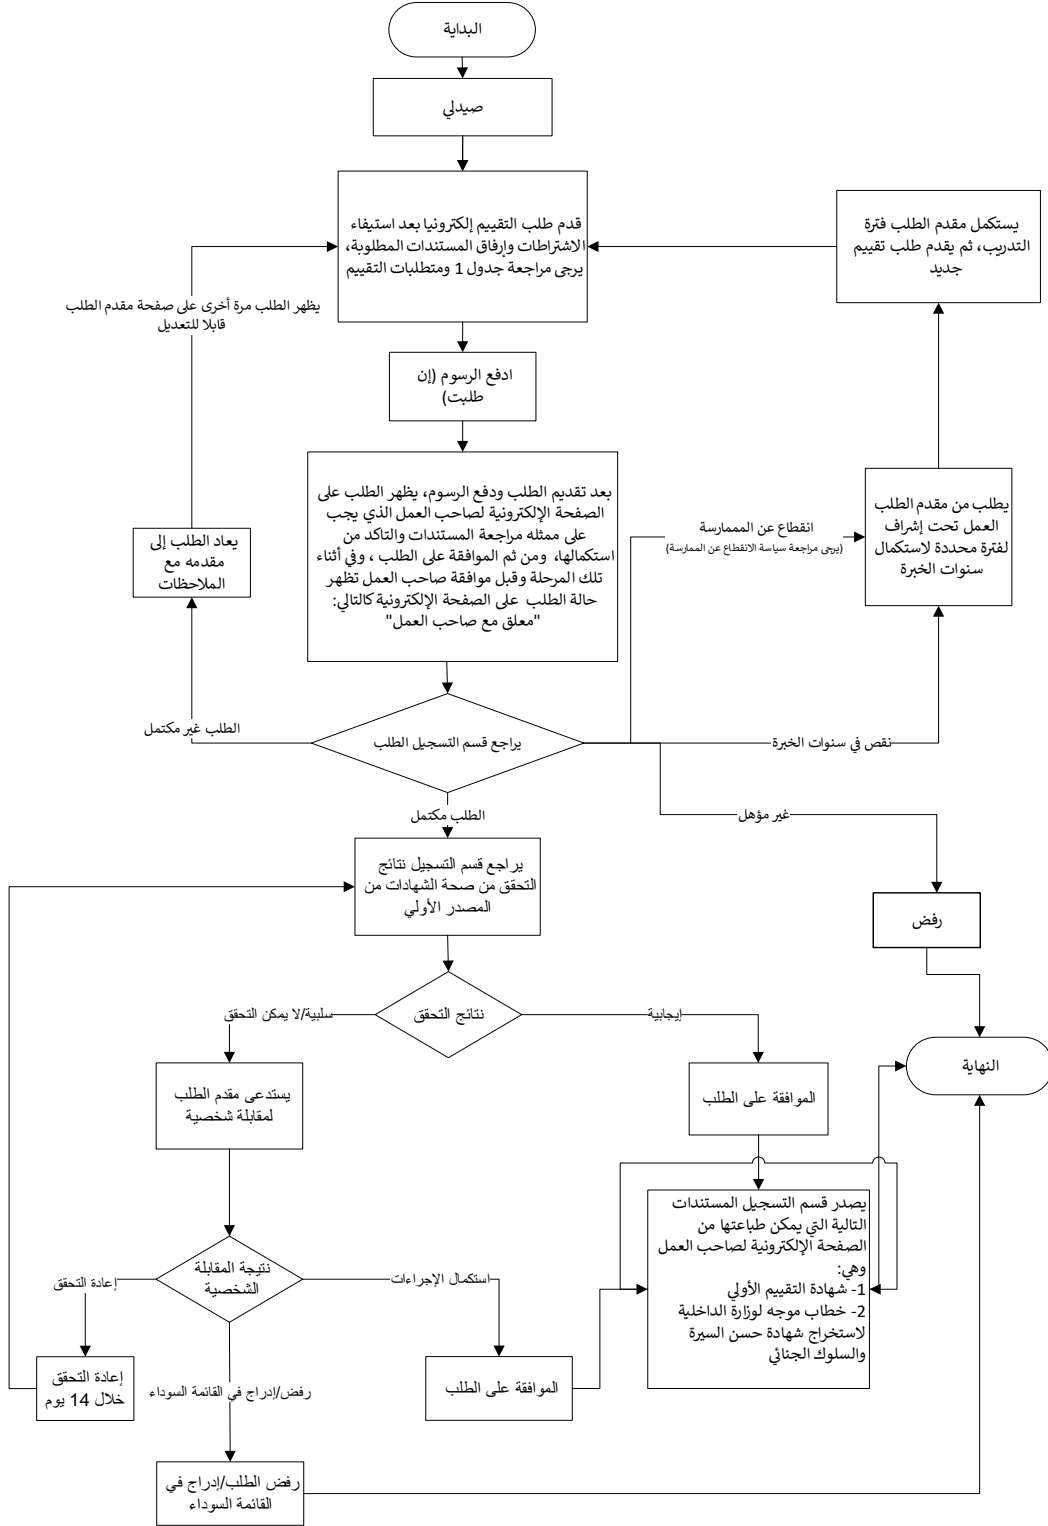 البداية
صيدلي
قدم طلب التقييم إلكترونيا بعد استيفاء
الاشتراطات وإرفاق المستندات المطلوبة،
يرجى مراجعة جدول 1 ومتطلبات التقييم
يستكمل مقدم الطلب فترة
التدريب، ثم يقدم طلب تقييم
جديد
يظهر الطلب مرة أخرى على صفحة مقدم الطلب
قابلا للتعديل
ادفع الرسوم (إن
طلبت)
بعد تقديم الطلب ودفع الرسوم، يظهر الطلب على
الصفحة الإلكترونية لصاحب العمل الذي يجب
على ممثله مراجعة المستندات والتاكد من
استكمالها، ومن ثم الموافقة على الطلب ، وفي أثناء
تلك المرحلة وقبل موافقة صاحب العمل تظهر
حالة الطلب على الصفحة الإلكترونية كالتالي:
"معلق مع صاحب العمل"
يطلب من مقدم الطلب
العمل تحت إشراف
لفترة محددة لاستكمال
سنوات الخبرة
انقطاع عن المممارسة
(يرجى مراجعة سياسة الانقطاع عن الممارسة)
يعاد الطلب إلى
مقدمه مع
الملاحظات
الطلب غير مكتمل
يراجع قسم التسجيل الطلب
نقص في سنوات الخبرة
الطلب مكتمل
غير مؤهل
يراجع قسم التسجيل نتائج
التحقق من صحة الشهادات من
المصدر الأولي
رفض
نتائج التحقق
إيجابية
سلبية/لا يمكن التحقق
النهاية
الموافقة على الطلب
يستدعى مقدم الطلب
لمقابلة شخصية
يصدر قسم التسجيل المستندات
التالية التي يمكن طباعتها من
الصفحة الإلكترونية لصاحب العمل
وهي:
1- شهادة التقييم الأولي
2- خطاب موجه لوزارة الداخلية
لاستخراج شهادة حسن السيرة
والسلوك الجنائي
نتيجة المقابلة
الشخصية
استكمال الإجراءات
إعادة التحقق
إعادة التحقق
خلال 14 يوم
الموافقة على الطلب
رفض/إدراج في القائمة السوداء
رفض الطلب/إدراج في
القائمة السوداء